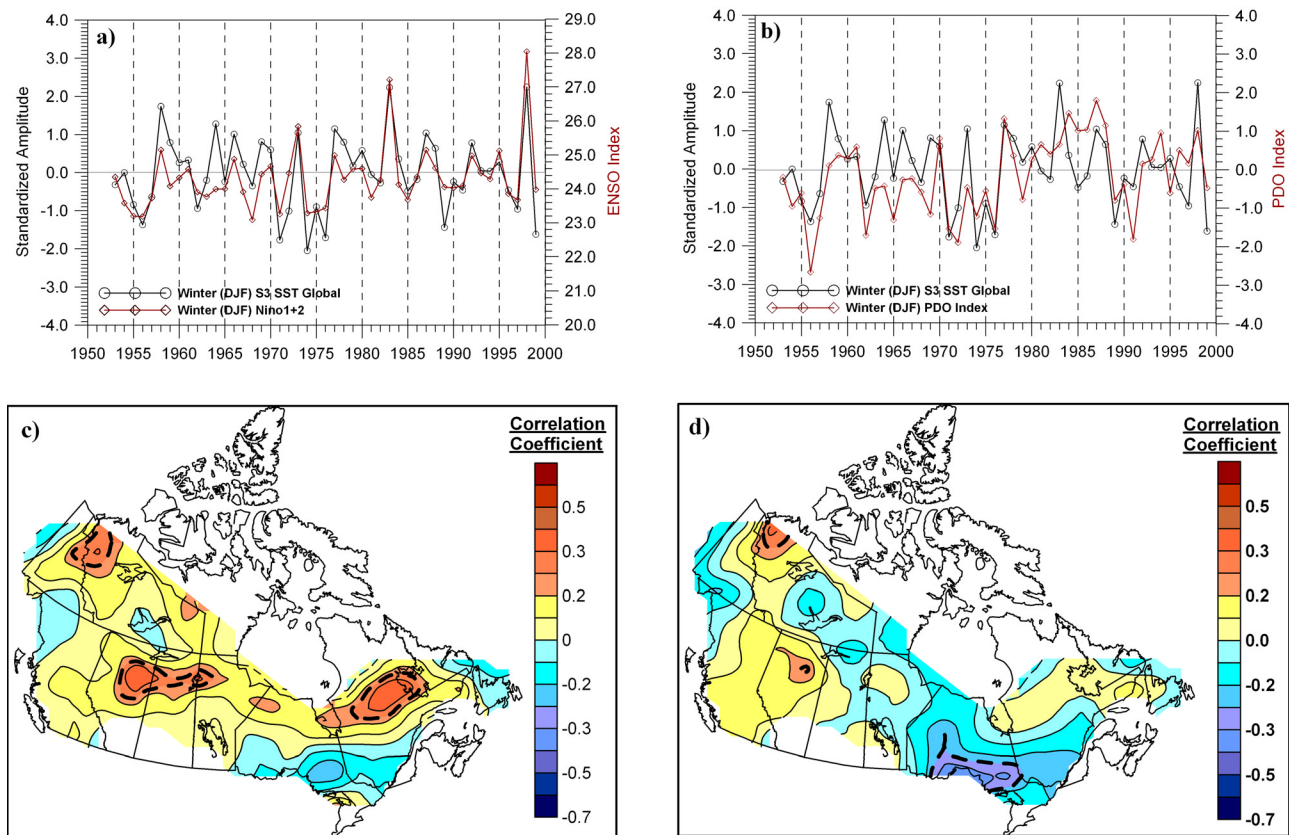 a)
Standardized Amplitude
4.0
3.0
2.0
1.0
0.0
-1.0
-2.0
-3.0
-4.0
29.0
28.0
27.0
26.0
25.0
24.0
23.0
22.0
21.0
20.0
ENSO Index
Winter (DJF) S3 SST Global
Winter (DJF) Nino1+2
1950 1955 1960 1965 1970 1975 1980 1985 1990 1995 2000
b)
Standardized Amplitude
4.0
3.0
2.0
1.0
0.0
-1.0
-2.0
-3.0
-4.0
4.0
3.0
2.0
1.0
0.0
-1.0
-2.0
-3.0
-4.0
PDO Index
Winter (DJF) S3 SST Global
Winter (DJF) PDO Index
1950 1955 1960 1965 1970 1975 1980 1985 1990 1995 2000
c)
Correlation
Coefficient
0.5
0.3
0.2
0
-0.2
-0.3
-0.5
-0.7
d)
Correlation
Coefficient
0.5
0.3
0.2
0.0
-0.2
-0.3
-0.5
-0.7